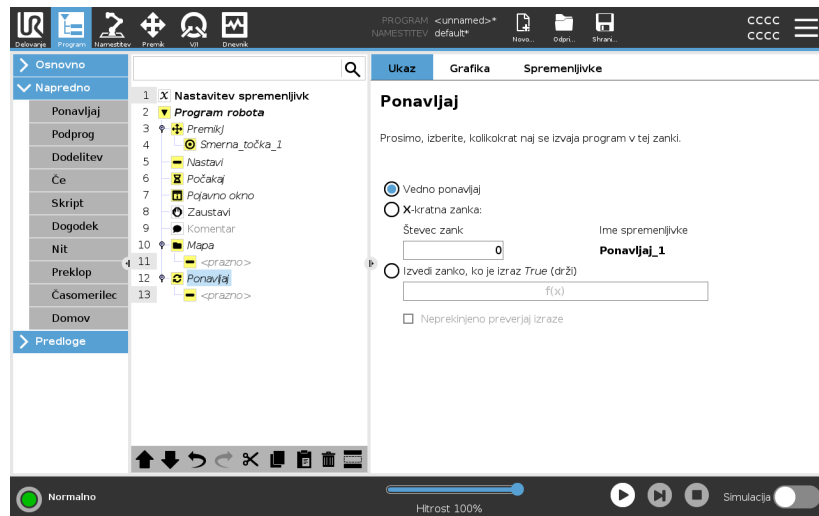 UR
PROGRAM <unnamed>*
NAMESTITEV default*
Delovanje Program Namestitev Premik V/I Dnevnik
Novo... Odpri... Shrani...
cccc
cccc
Osnovno
Napredno
Ponavljaj
Podprog
Dodelitev
Če
Skript
Dogodek
Nit
Preklop
Časomerilec
Domov
Predloge
1 X Nastavitev spremenljivk
2 Program robota
3 Premikj
4 Smerna_točka_1
5 Nastavi
6 Počakaj
7 Pojavno okno
8 Zaustavi
9 Komentar
10 Mapa
11 <prazno>
12 Ponavljaj
13 <prazno>
Ukaz Grafika Spremenljivke
Ponavljaj
Prosimo, izberite, kolikokrat naj se izvaja program v tej zanki.
Vedno ponavljaj
X-kratna zanka:
Števec zank Ime spremenljivke
0 Ponavljaj_1
Izvedi zanko, ko je izraz True (drži)
f(x)
Neprekinjeno preverjaj izraze
Normalno
Hitrost 100%
Simulacija